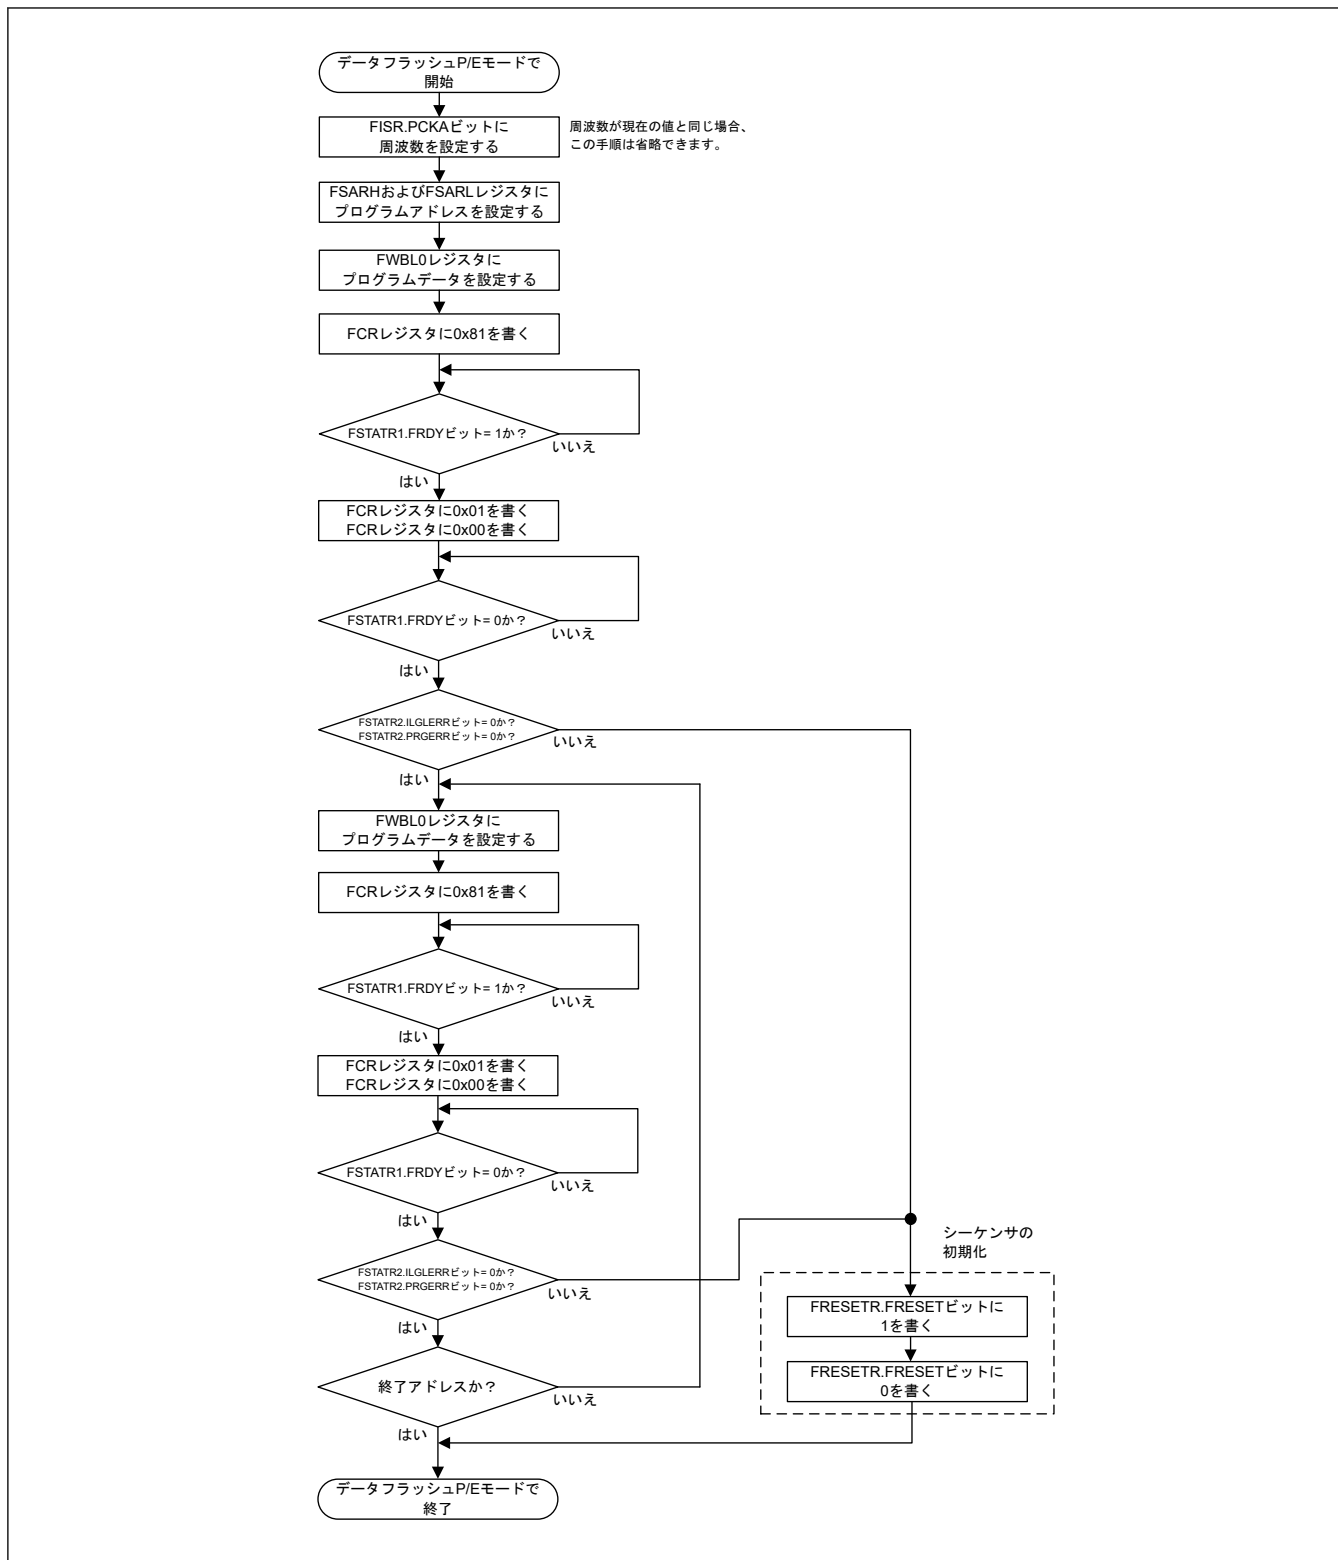 データフラッシュP/Eモードで
開始
FISR.PCKAビットに
周波数を設定する
周波数が現在の値と同じ場合、
この手順は省略できます。
FSARHおよびFSARLレジスタに
プログラムアドレスを設定する
FWBL0レジスタに
プログラムデータを設定する
FCRレジスタに0x81を書く
FSTATR1.FRDYビット= 1か?
いいえ
はい
FCRレジスタに0x01を書く
FCRレジスタに0x00を書く
FSTATR1.FRDYビット= 0か?
いいえ
はい
FSTATR2.ILGLERRビット= 0か?
FSTATR2.PRGERRビット= 0か?
いいえ
はい
FWBL0レジスタに
プログラムデータを設定する
FCRレジスタに0x81を書く
FSTATR1.FRDYビット= 1か?
いいえ
はい
FCRレジスタに0x01を書く
FCRレジスタに0x00を書く
FSTATR1.FRDYビット= 0か?
いいえ
はい
FSTATR2.ILGLERRビット= 0か?
FSTATR2.PRGERRビット= 0か?
いいえ
はい
シーケンサの
初期化
FRESETR.FRESETビットに
1を書く
FRESETR.FRESETビットに
0を書く
終了アドレスか?
いいえ
はい
データフラッシュP/Eモードで
終了